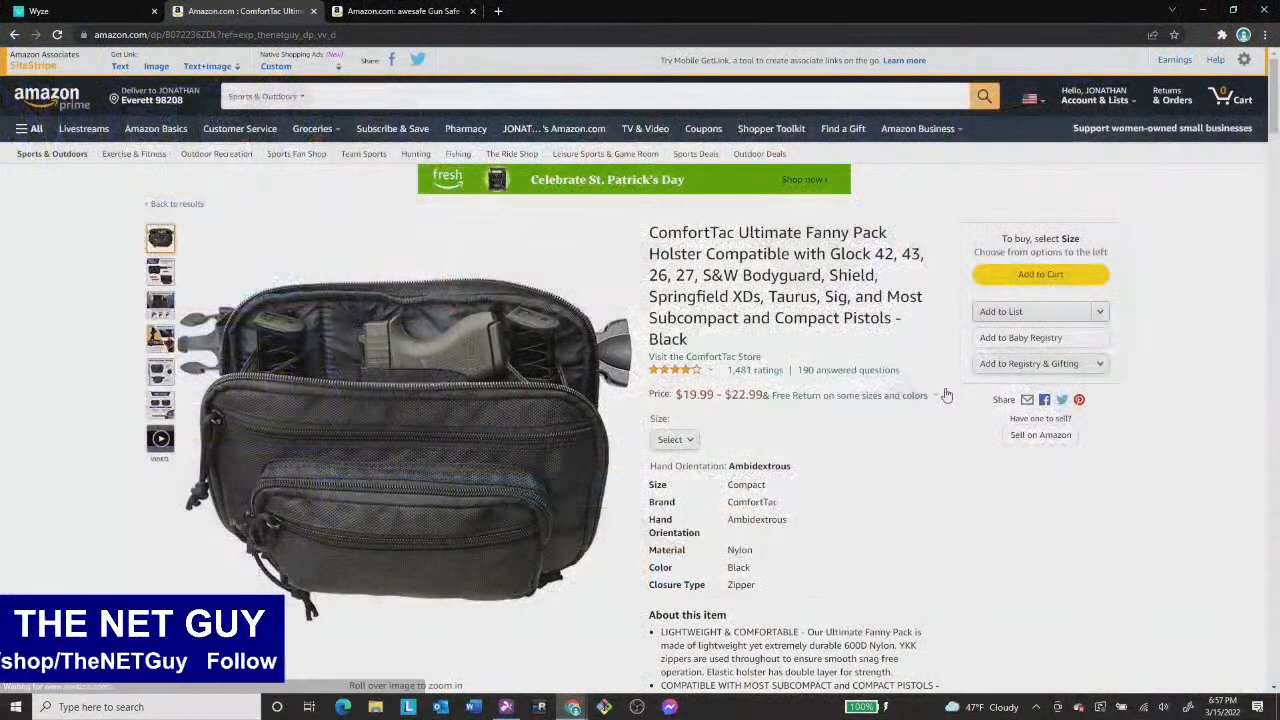 Wyze
Amazon.com: ComfortTac Ultim
Amazon.com: awesafe Gun Saf
amazon.com/dp/8072236ZDL?ref=exp_thenetguy_dp_vv_d
Amazon Associates
SiteStripe
Get Link:
Text Image Text+Image
Native Shopping Ads (New)
Custom
Share:
Try Mobile GetLink, a tool to create associate links on the go. Learn more
Earnings Help
amazon
prime
Deliver to JONATHAN
Everett 98208
Sports & Outdoors
Hello, JONATHAN
Account & Lists
Returns
& Orders
0
Cart
All Livestreams Amazon Basics Customer Service Groceries Subscribe & Save Pharmacy JONAT...'s Amazon.com TV & Video Coupons Shopper Toolkit Find a Gift Amazon Business Support women-owned small businesses
Sports & Outdoors Exercise & Fitness Outdoor Recreation Sports Fan Shop Team Sports Hunting Fishing The Ride Shop Leisure Sports & Game Room Sports Deals Outdoor Deals
fresh Celebrate St. Patrick's Day Shop now ›
‹ Back to results
ComfortTac Ultimate Fanny Pack
Holster Compatible with Glock 42, 43,
26, 27, S&W Bodyguard, Shield,
Springfield XDs, Taurus, Sig, and Most
Subcompact and Compact Pistols -
Black
Visit the ComfortTac Store
1,481 ratings | 190 answered questions
Price: $19.99 - $22.99 & Free Return on some sizes and colors
Size:
Select
Hand Orientation: Ambidextrous
Size Compact
Brand ComfortTac
Hand Ambidextrous
Orientation
Material Nylon
Color Black
Closure Type Zipper
About this item
• LIGHTWEIGHT & COMFORTABLE - Our Ultimate Fanny Pack is
made of lightweight yet extremely durable 600D Nylon. YKK
zippers are used throughout to ensure smooth snag free
operation. Elastic holster has double layer for strength.
• COMPATIBLE WITH MOST SUBCOMPACT and COMPACT PISTOLS -
To buy, select Size
Choose from options to the left
Add to Cart
Add to List
Add to Baby Registry
Add to Registry & Gifting
Share
Have one to sell?
Sell on Amazon
VIDEO
Roll over image to zoom in
THE NET GUY
/shop/TheNETGuy Follow
Waiting for www.amazon.com...
Type here to search
100%
47°F Cloudy
6:57 PM
3/15/2022